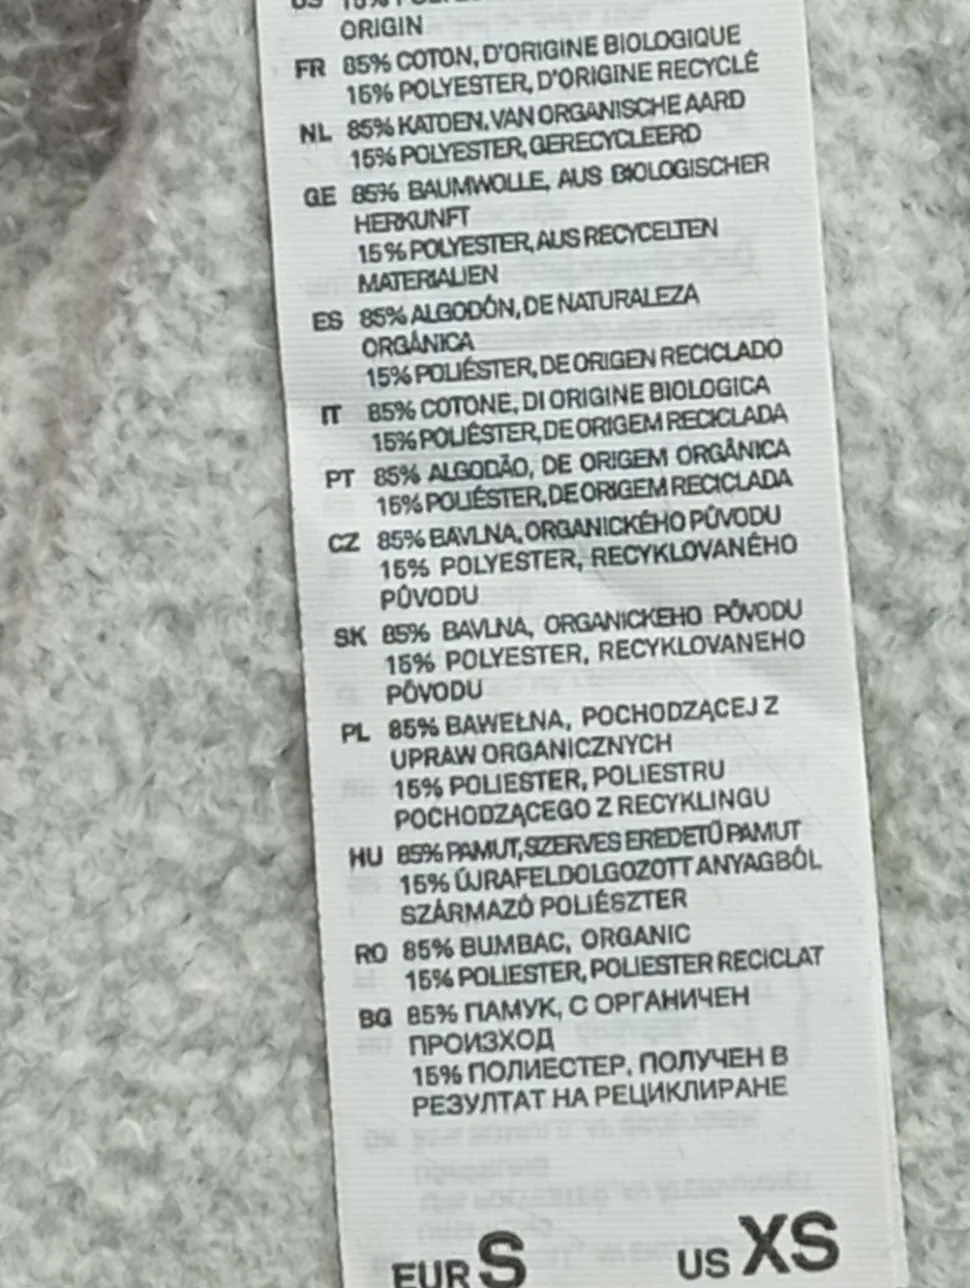 US 15%
ORIGIN
FR 85% COTON, D'ORIGINE BIOLOGIQUE
15% POLYESTER, D'ORIGINE RECYCLÉ
NL 85% KATOEN, VAN ORGANISCHE AARD
15% POLYESTER, GERECYCLEERD
GE 85% BAUMWOLLE, AUS BIOLOGISCHER
HERKUNFT
15% POLYESTER, AUS RECYCELTEN
MATERIALIEN
ES 85% ALGODÓN, DE NATURALEZA
ORGÂNICA
15% POLIÉSTER, DE ORIGEN RECICLADO
IT 85% COTONE, DI ORIGINE BIOLOGICA
15% POLIÉSTER, DE ORIGEM RECICLADA
PT 85% ALGODÃO, DE ORIGEM ORGÂNICA
15% POLIÉSTER, DE ORIGEM RECICLADA
CZ 85% BAVLNA, ORGANICKÉHO PŮVODU
15% POLYESTER, RECYKLOVANÉHO
PŮVODU
SK 85% BAVLNA, ORGANICKEHO PÔVODU
15% POLYESTER, RECYKLOVANEHO
PÔVODU
PL 85% BAWEŁNA, POCHODZĄCEJ Z
UPRAW ORGANICZNYCH
15% POLIESTER, POLIESTRU
POCHODZĄCEGO Z RECYKLINGU
HU 85% PAMUT, SZERVES EREDETŰ PAMUT
15% ÚJRAFELDOLGOZOTT ANYAGBÓL
SZÁRMAZÓ POLIÉSZTER
RO 85% BUMBAC, ORGANIC
15% POLIESTER, POLIESTER RECICLAT
BG 85% ПАМУК, С ОРГАНИЧЕН
ПРОИЗХОД
15% ПОЛИЕСТЕР, ПОЛУЧЕН В
РЕЗУЛТАТ НА РЕЦИКЛИРАНЕ
EUR S US XS